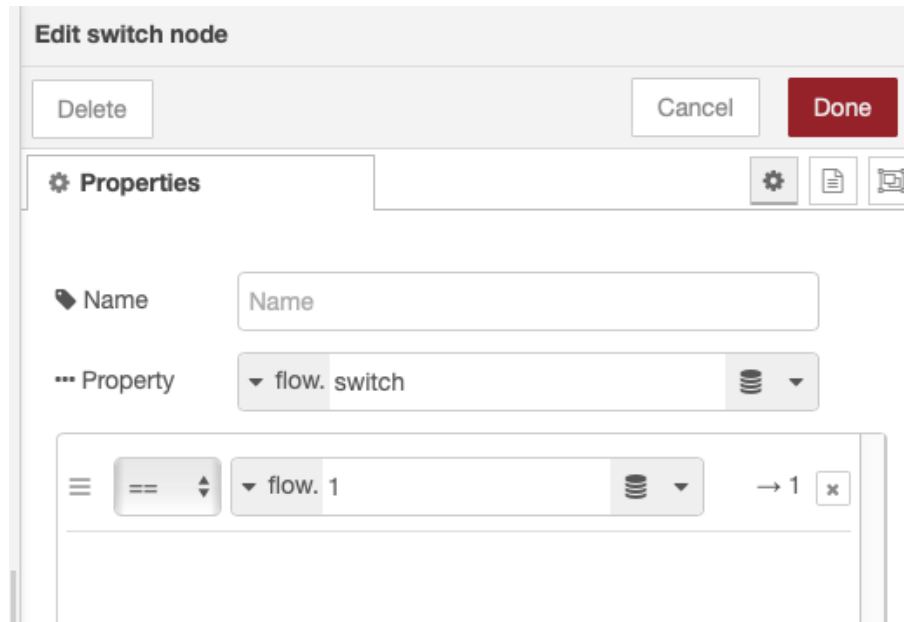 Edit switch node
Delete Cancel Done
Properties
Name Name
Property flow. switch
== flow. 1 → 1 x